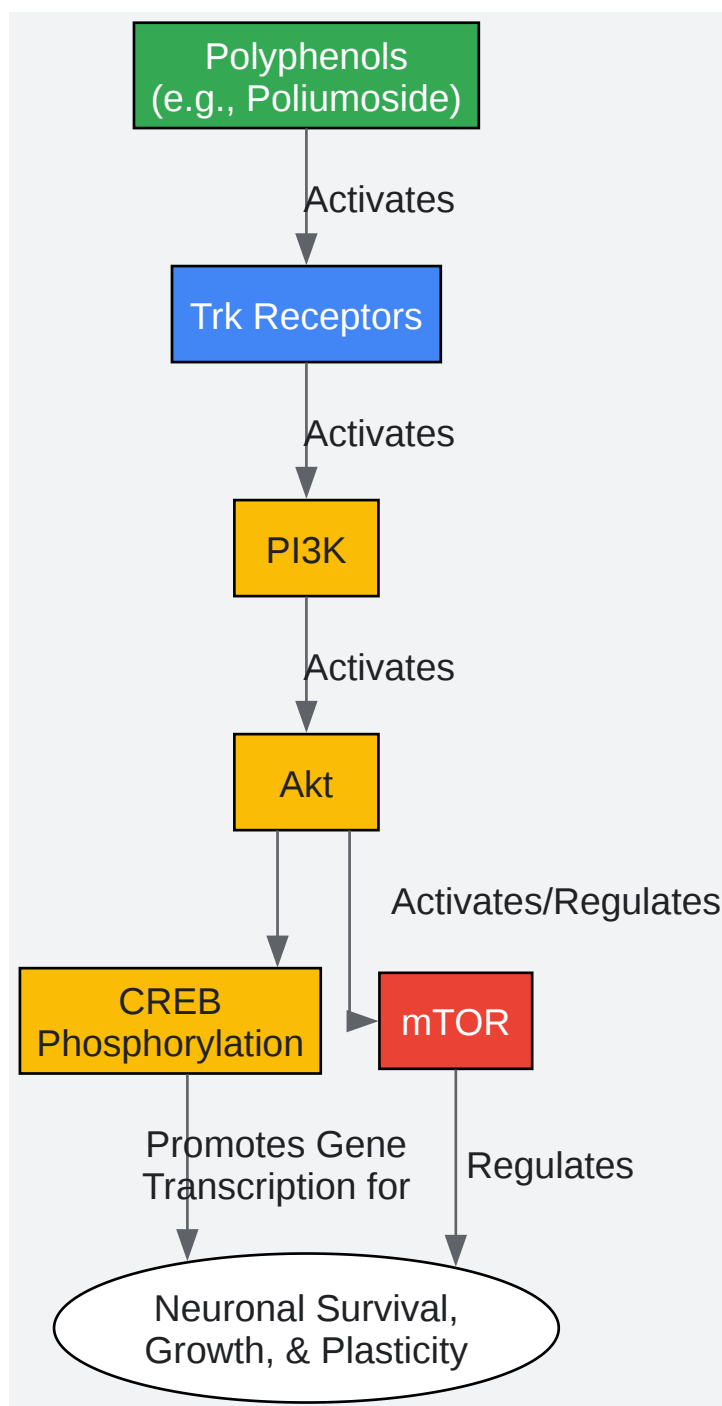 Polyphenols
(e.g., Poliumoside)
Activates
Trk Receptors
Activates
PI3K
Activates
Akt
Activates/Regulates
CREB
Phosphorylation
mTOR
Promotes Gene
Transcription for
Regulates
Neuronal Survival,
Growth, & Plasticity